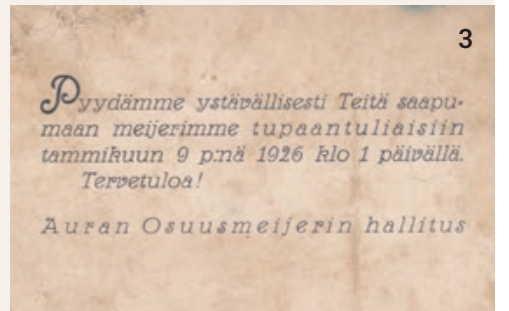 3
Pyydämme ystävällisesti Teitä saapu-
maan meijerimme tupaantuliaisiin
tammikuun 9 p:nä 1926 klo 1 päivällä.
Tervetuloa!
Auran Osuusmeijerin hallitus